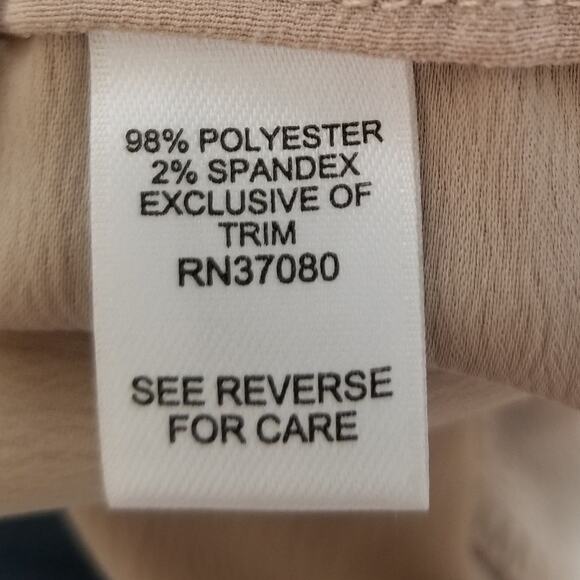 98% POLYESTER
2% SPANDEX
EXCLUSIVE OF
TRIM
RN37080
SEE REVERSE
FOR CARE